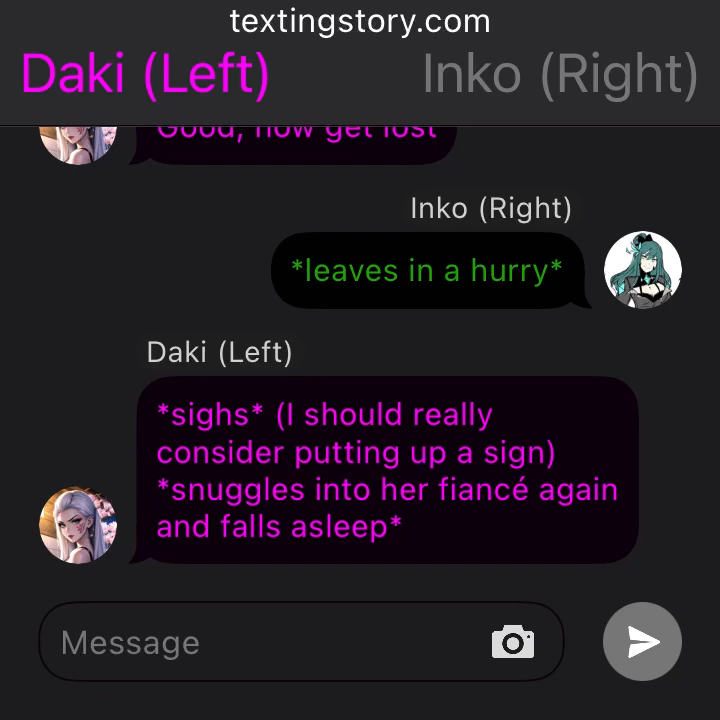 textingstory.com
Daki (Left)
Inko (Right)
Good, now get lost
Inko (Right)
*leaves in a hurry*
Daki (Left)
*sighs* (I should really
consider putting up a sign)
*snuggles into her fiancé again
and falls asleep*
Message